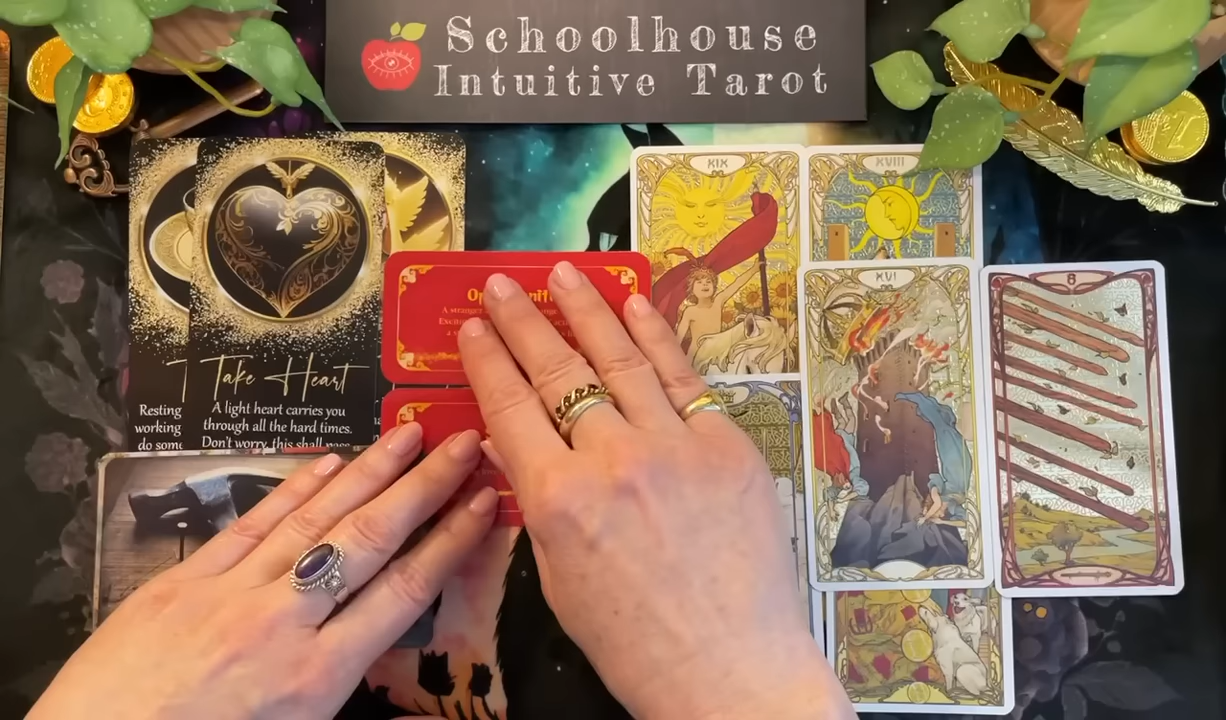 Schoolhouse
Intuitive Tarot
XIX
XVIII
XVI
8
A stranger
Take Heart
A light heart carries you
through all the hard times.
Don't worry, this shall pass
Resting
working
do some